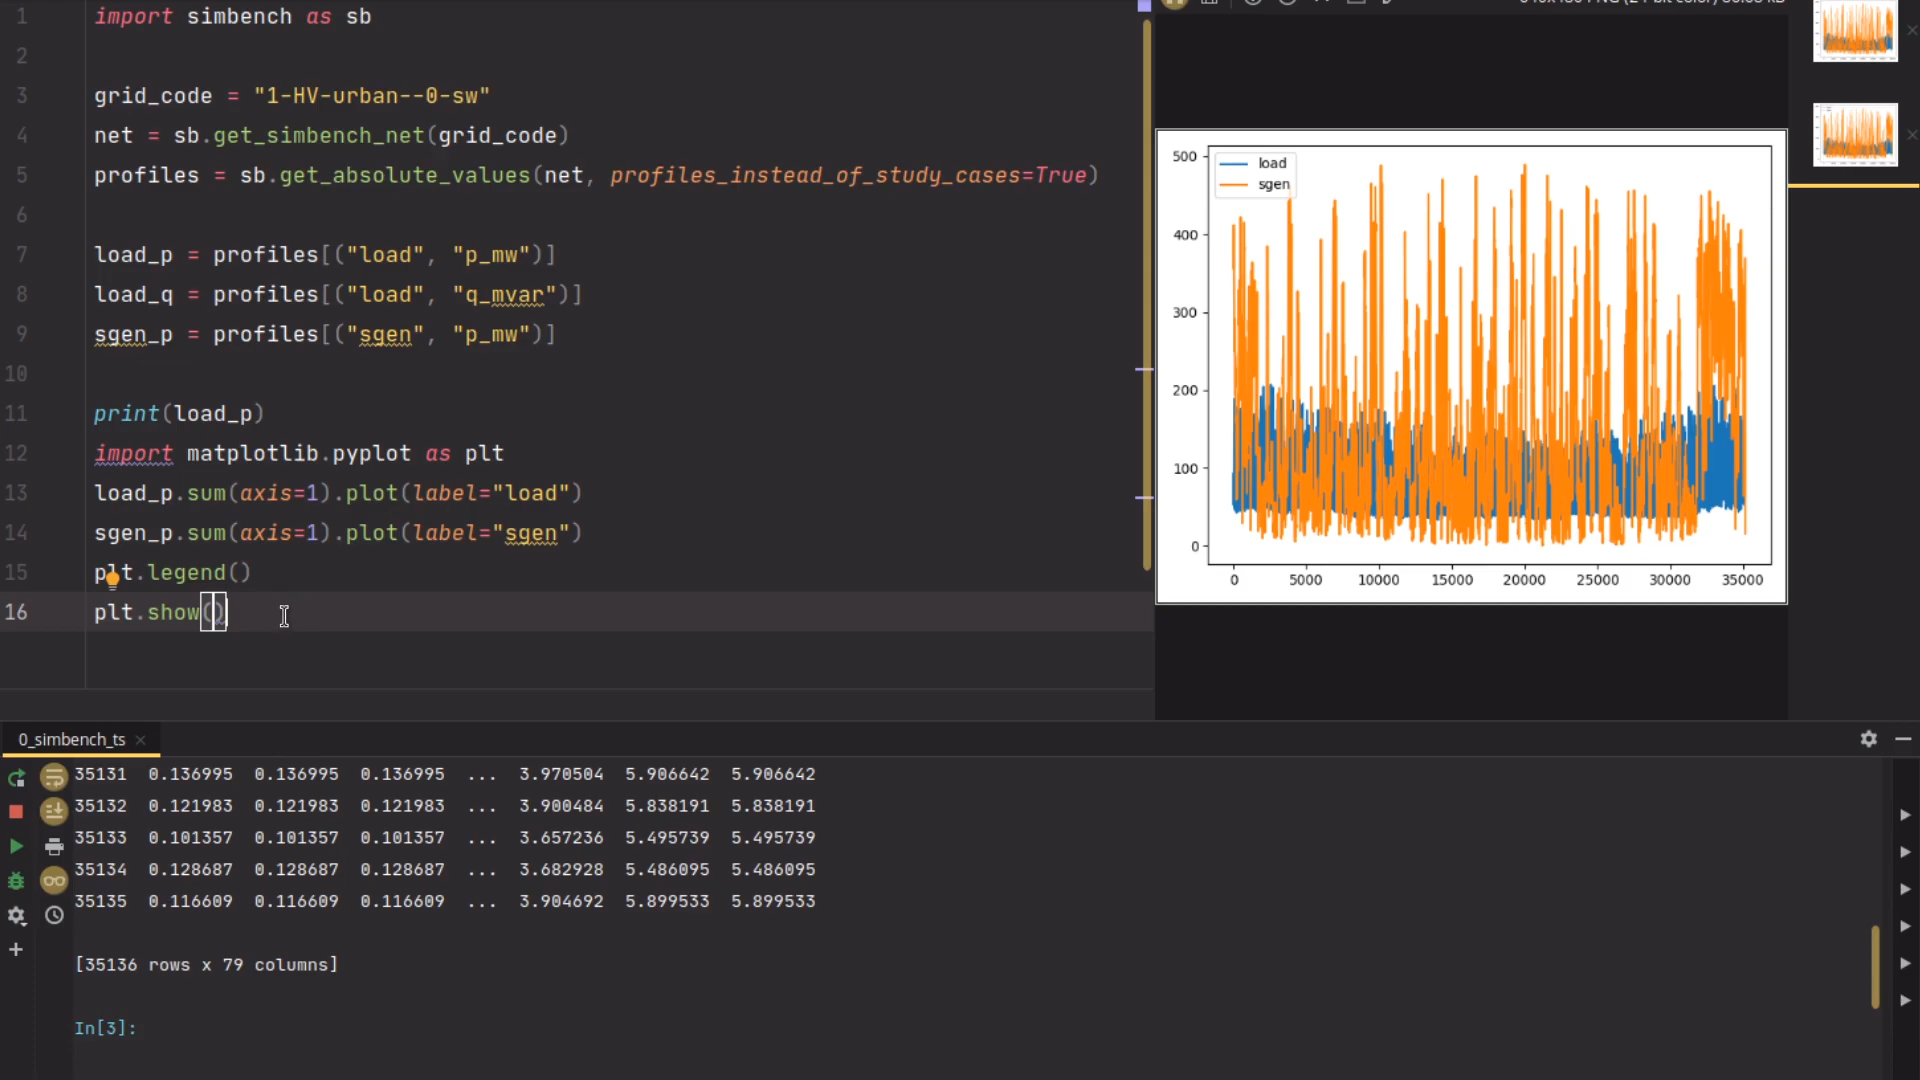 1 import simbench as sb
2
3 grid_code = "1-HV-urban--0-sw"
4 net = sb.get_simbench_net(grid_code)
5 profiles = sb.get_absolute_values(net, profiles_instead_of_study_cases=True)
6
7 load_p = profiles[("load", "p_mw")]
8 load_q = profiles[("load", "q_mvar")]
9 sgen_p = profiles[("sgen", "p_mw")]
10
11 print(load_p)
12 import matplotlib.pyplot as plt
13 load_p.sum(axis=1).plot(label="load")
14 sgen_p.sum(axis=1).plot(label="sgen")
15 plt.legend()
16 plt.show()
load
sgen
500
400
300
200
100
0
0 5000 10000 15000 20000 25000 30000 35000
0_simbench_ts
35131 0.136995 0.136995 0.136995 ... 3.970504 5.906642 5.906642
35132 0.121983 0.121983 0.121983 ... 3.900484 5.838191 5.838191
35133 0.101357 0.101357 0.101357 ... 3.657236 5.495739 5.495739
35134 0.128687 0.128687 0.128687 ... 3.682928 5.486095 5.486095
35135 0.116609 0.116609 0.116609 ... 3.904692 5.899533 5.899533
[35136 rows x 79 columns]
In[3]: